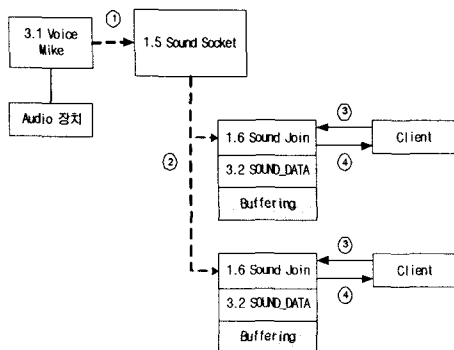 ①
3.1 Voice
Mike
1.5 Sound Socket
Audio 장치
②
③
1.6 Sound Join
Client
④
3.2 SOUND_DATA
Buffering
③
1.6 Sound Join
Client
④
3.2 SOUND_DATA
Buffering